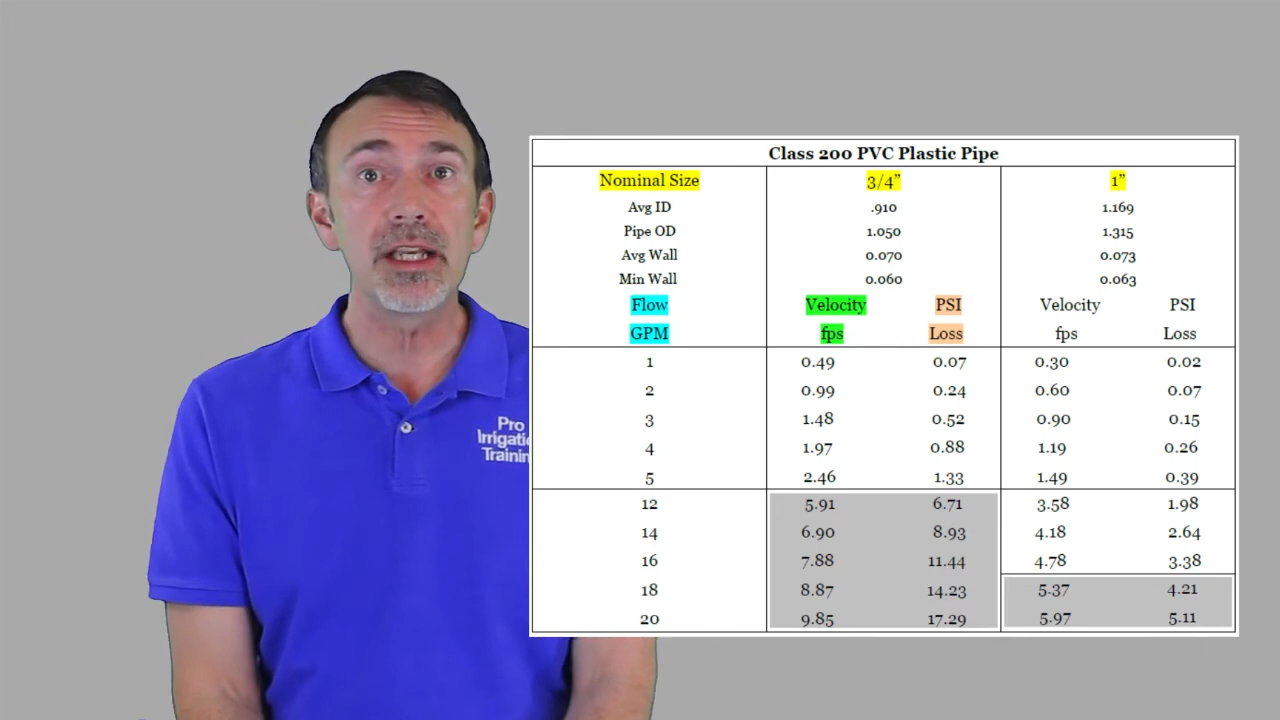 Pro
Irrigati
Trainin
Class 200 PVC Plastic Pipe
Nominal Size 3/4” 1”
Avg ID .910 1.169
Pipe OD 1.050 1.315
Avg Wall 0.070 0.073
Min Wall 0.060 0.063
Flow Velocity PSI Velocity PSI
GPM fps Loss fps Loss
1 0.49 0.07 0.30 0.02
2 0.99 0.24 0.60 0.07
3 1.48 0.52 0.90 0.15
4 1.97 0.88 1.19 0.26
5 2.46 1.33 1.49 0.39
12 5.91 6.71 3.58 1.98
14 6.90 8.93 4.18 2.64
16 7.88 11.44 4.78 3.38
18 8.87 14.23 5.37 4.21
20 9.85 17.29 5.97 5.11